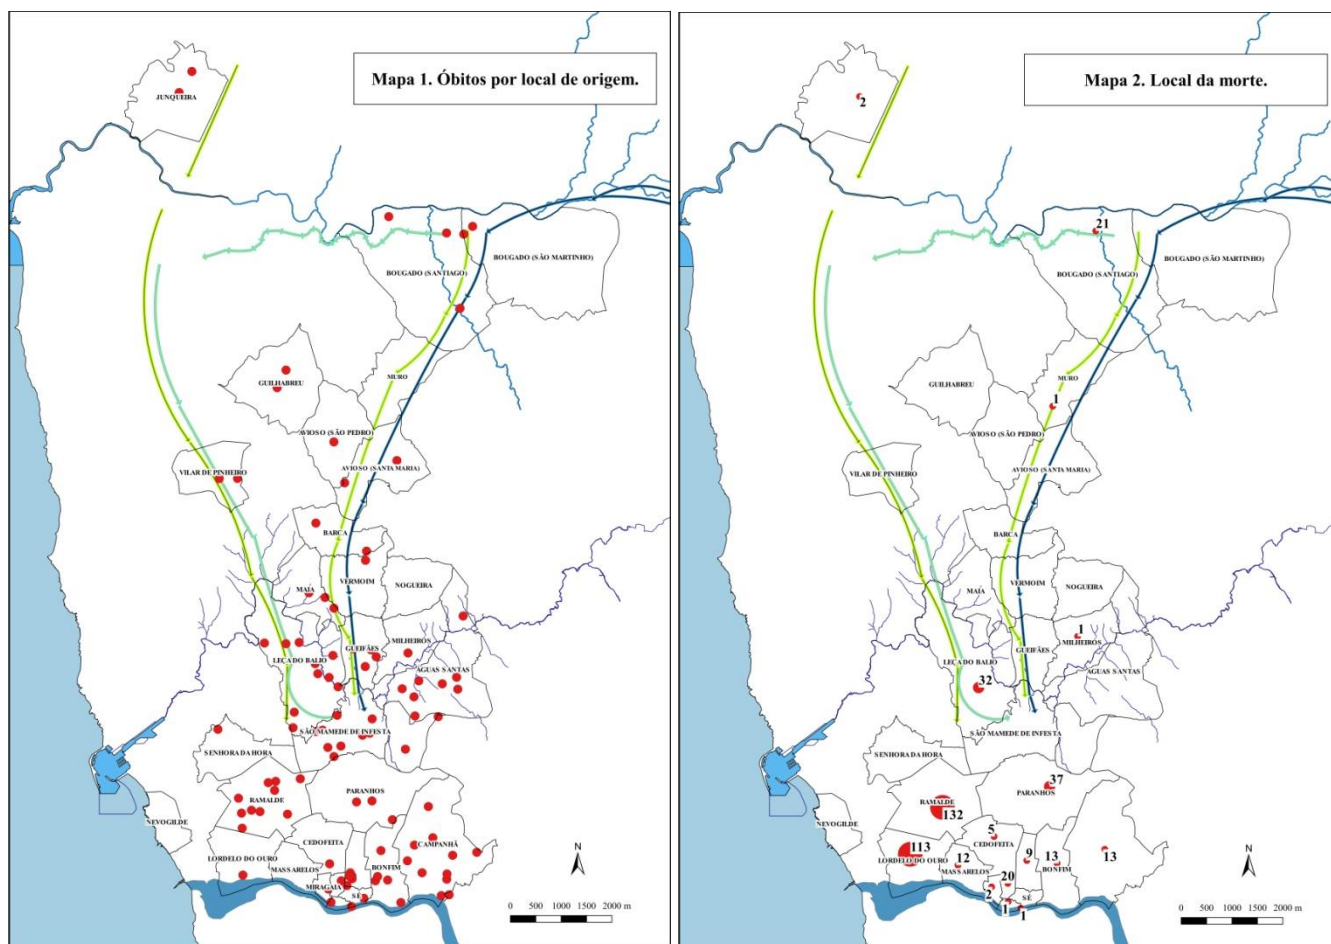 Mapa 1. Óbitos por local de origem.
JUNQUEIRA
BOUGADO (SÃO MARTINHO)
BOUGADO (SANTIAGO)
MURO
GUILHABREU
AVIOSO (SÃO PEDRO)
AVIOSO (SANTA MARIA)
VILAR DE PINHEIRO
BARCA
VERMOIM
NOGUEIRA
MAIA
GUEIFÃES
MILHEIRÓS
LEÇA DO BALIO
ÁGUAS SANTAS
SÃO MAMEDE DE INFESTA
SENHORA DA HORA
PARANHOS
RAMALDE
NEVOGILDE
CEDOFEITA
CAMPANHÃ
LORDELO DO OURO
MASSARELOS
BONFIM
MIRAGAIA
SÉ
N
0 500 1000 1500 2000 m
Mapa 2. Local da morte.
2
21
BOUGADO (SÃO MARTINHO)
BOUGADO (SANTIAGO)
MURO
GUILHABREU
1
AVIOSO (SÃO PEDRO)
AVIOSO (SANTA MARIA)
VILAR DE PINHEIRO
BARCA
VERMOIM
NOGUEIRA
MAIA
1
GUEIFÃES
MILHEIRÓS
LEÇA DO BALIO
ÁGUAS SANTAS
32
SÃO MAMEDE DE INFESTA
SENHORA DA HORA
37
PARANHOS
RAMALDE
132
NEVOGILDE
5
CEDOFEITA
113
LORDELO DO OURO
12
MASSARELOS
9
13
BONFIM
13
20
2
SÉ
1
1
N
0 500 1000 1500 2000 m